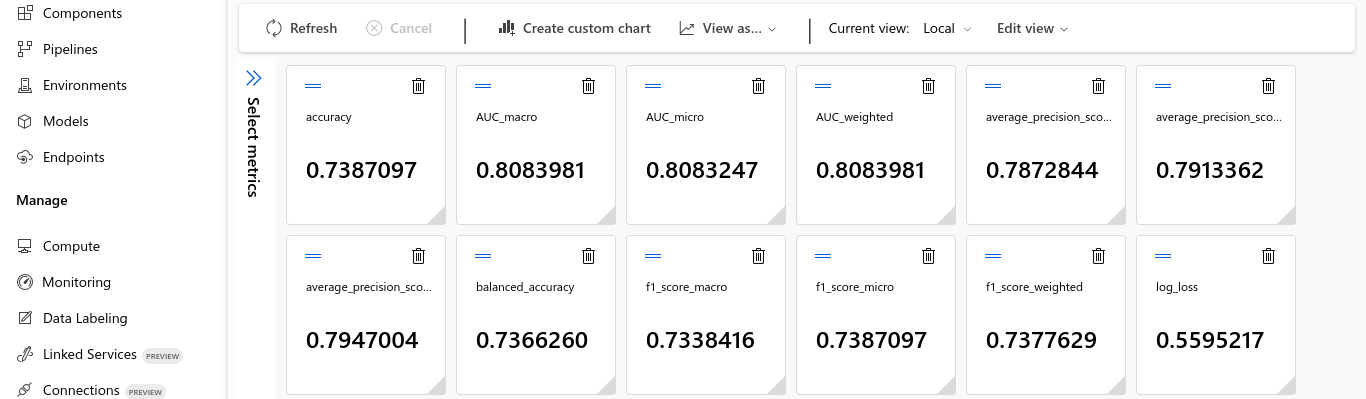 Components
Pipelines
Environments
Models
Endpoints
Manage
Compute
Monitoring
Data Labeling
Linked Services PREVIEW
Connections PREVIEW
Refresh Cancel Create custom chart View as... Current view: Local Edit view
Select metrics
accuracy
0.7387097
AUC_macro
0.8083981
AUC_micro
0.8083247
AUC_weighted
0.8083981
average_precision_sco...
0.7872844
average_precision_sco...
0.7913362
average_precision_sco...
0.7947004
balanced_accuracy
0.7366260
f1_score_macro
0.7338416
f1_score_micro
0.7387097
f1_score_weighted
0.7377629
log_loss
0.5595217